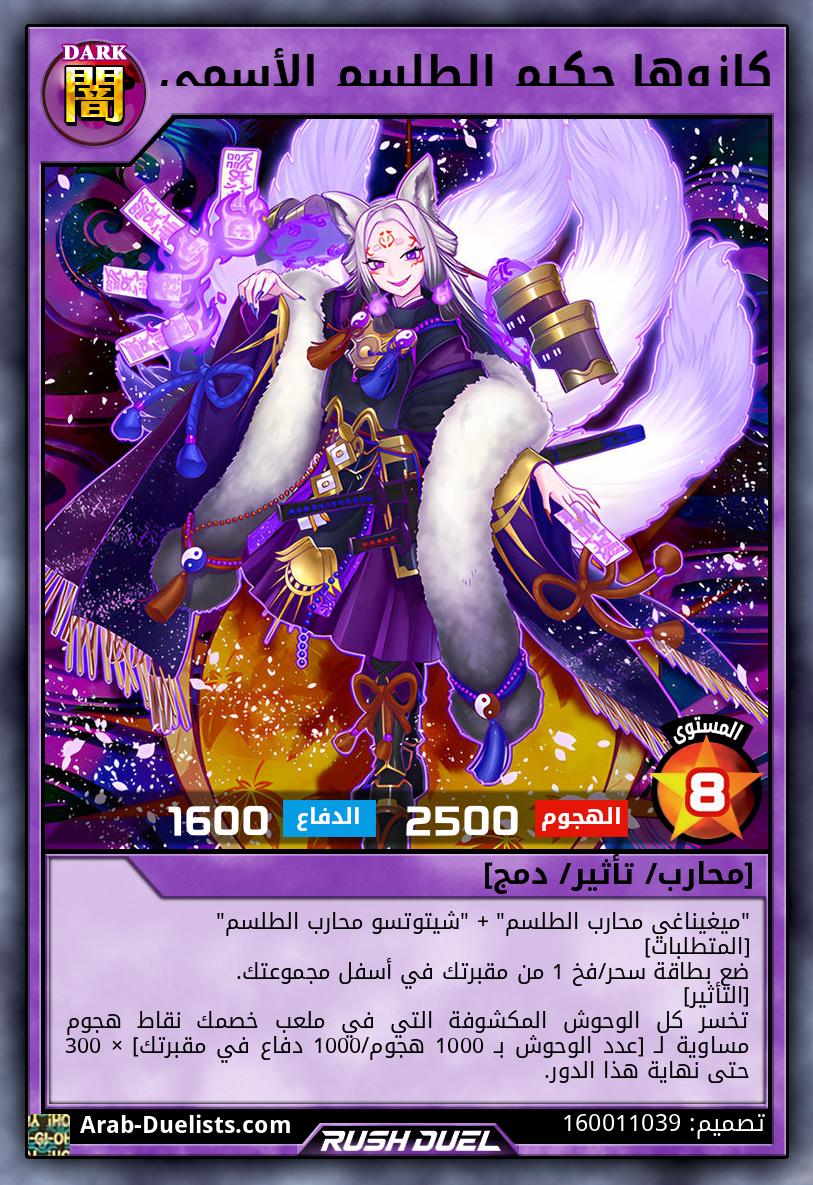 DARK
闇
كازوها حكيم الطلسم الأسمى
المستوى
8
الهجوم 2500 الدفاع 1600
[محارب/ تأثير/ دمج]
"ميغيناغي محارب الطلسم" + "شيتوتسو محارب الطلسم"
[المتطلبات]
ضع بطاقة سحر/فخ 1 من مقبرتك في أسفل مجموعتك.
[التأثير]
تخسر كل الوحوش المكشوفة التي في ملعب خصمك نقاط هجوم
مساوية لـ [عدد الوحوش بـ 1000 هجوم/1000 دفاع في مقبرتك] × 300
حتى نهاية هذا الدور.
تصميم: 160011039
RUSH DUEL
Arab-Duelists.com